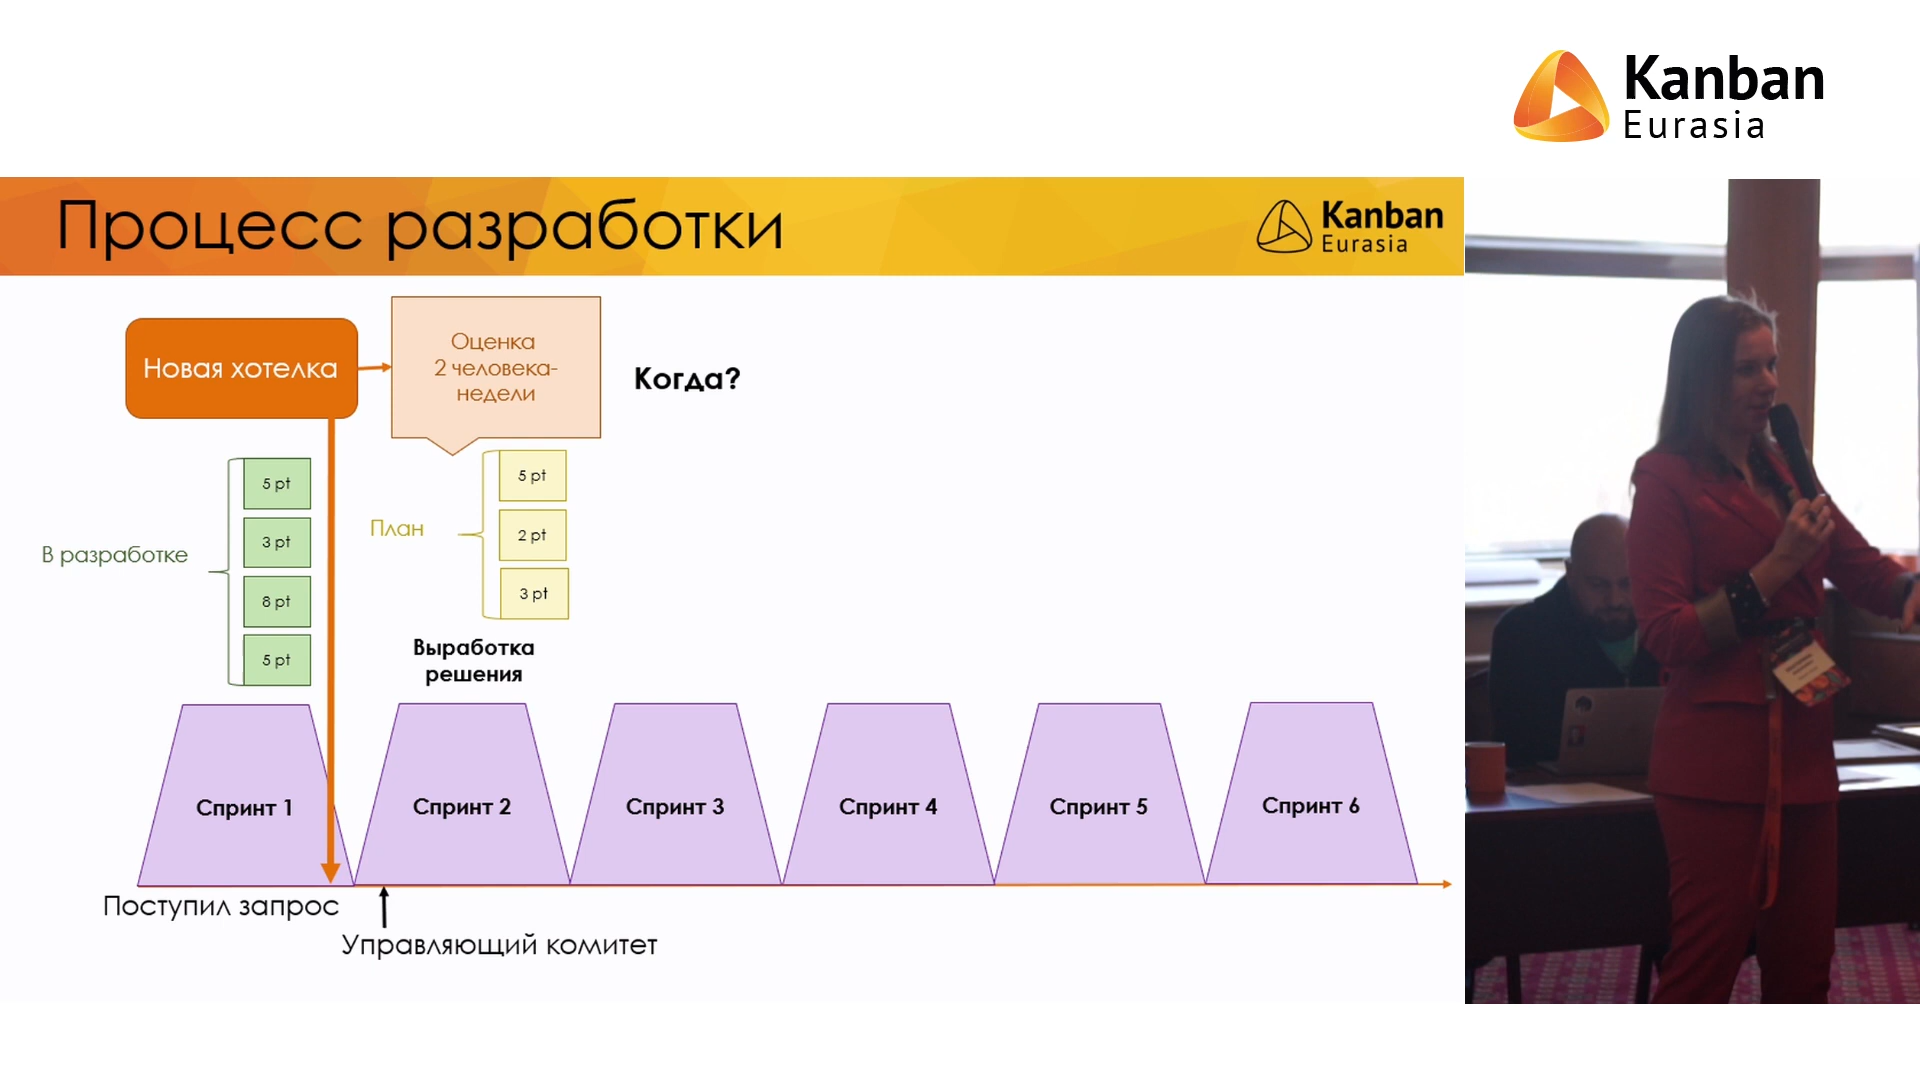 Kanban
Eurasia
Процесс разработки
Kanban
Eurasia
Новая хотелка
Оценка
2 человека-
недели
Когда?
В разработке
5 pt
3 pt
8 pt
5 pt
План
5 pt
2 pt
3 pt
Выработка
решения
Спринт 1
Спринт 2
Спринт 3
Спринт 4
Спринт 5
Спринт 6
Поступил запрос
Управляющий комитет